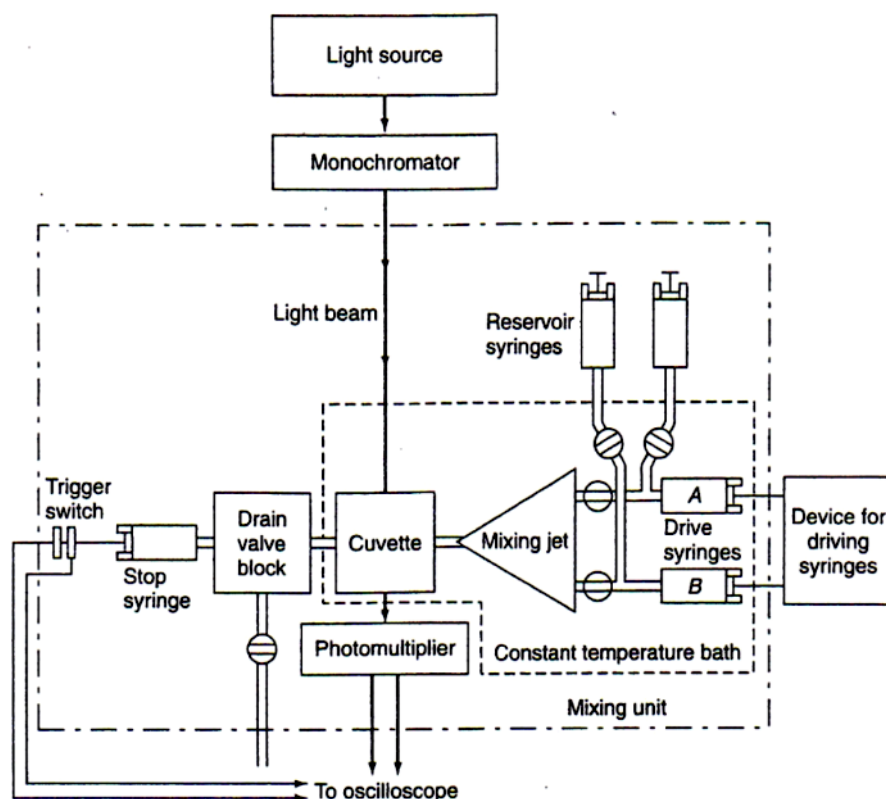 Light source
Monochromator
Light beam
Reservoir
syringes
Trigger
switch
Stop
syringe
Drain
valve
block
Cuvette
Mixing jet
A
Drive
syringes
B
Device for
driving
syringes
Photomultiplier
Constant temperature bath
Mixing unit
To oscilloscope